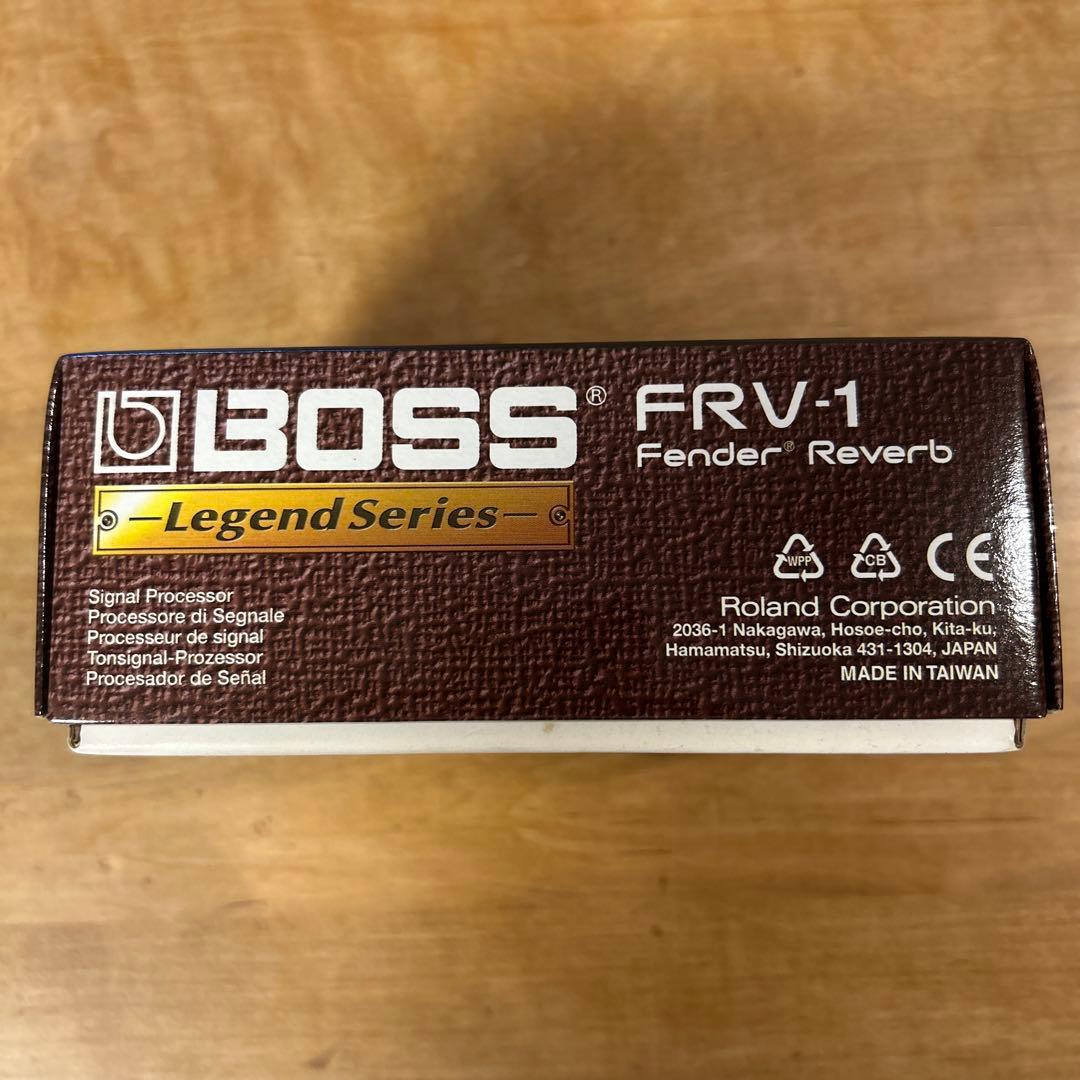 BOSS®
FRV-1
Fender® Reverb
—Legend Series—
Signal Processor
Processore di Segnale
Processeur de signal
Tonsignal-Prozessor
Procesador de Señal
WPP CB CE
Roland Corporation
2036-1 Nakagawa, Hosoe-cho, Kita-ku,
Hamamatsu, Shizuoka 431-1304, JAPAN
MADE IN TAIWAN